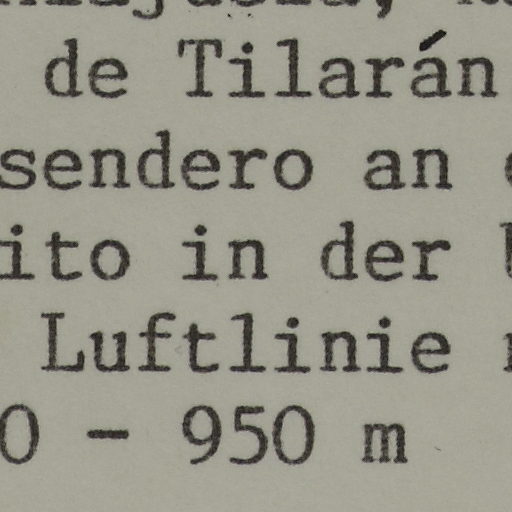 de Tilarán
sendero an
ito in der
Luftlinie
0 - 950 m